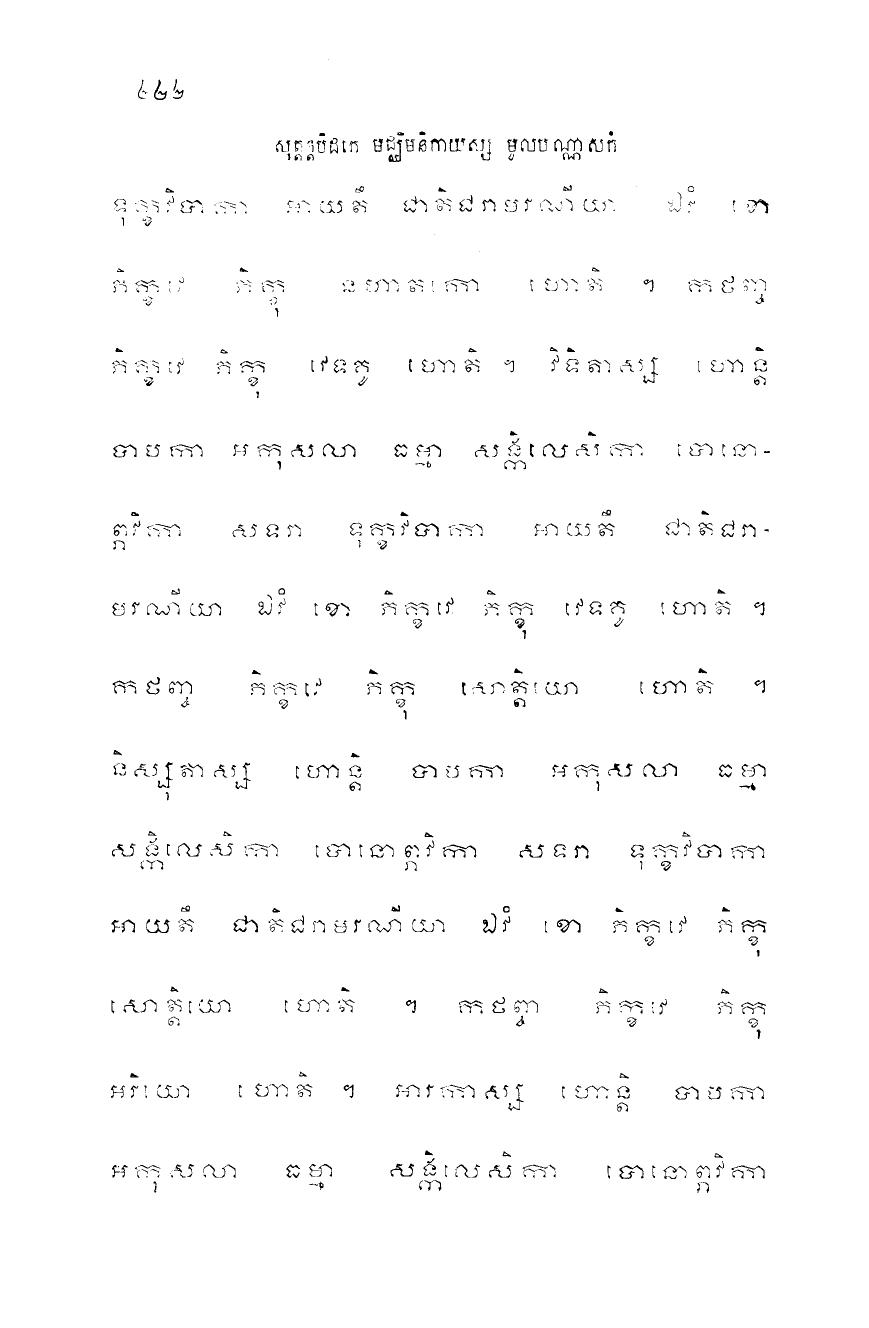 ៤២៦
សុត្តន្តបិដកេ មជ្ឈិមនិកាយស្ស មូលបណ្ណាសកំ
ទុក្ខវិបាកា អាយតឹ ជាតិជរាមរណីយា ឯវំ ខោ
ភិក្ខវេ ភិក្ខុ នហាតកោ ហោតិ ។ កថញ្ច
ភិក្ខវេ ភិក្ខុ វេទគូ ហោតិ ។ វិទិតាស្ស ហោន្តិ
បាបកា អកុសលា ធម្មា សង្កិលេសិកា បោនោ-
ព្ភវិកា សទរា ទុក្ខវិបាកា អាយតឹ ជាតិជរា-
មរណីយា ឯវំ ខោ ភិក្ខវេ ភិក្ខុ វេទគូ ហោតិ ។
កថញ្ច ភិក្ខវេ ភិក្ខុ សោត្តិយោ ហោតិ ។
និស្សុតាស្ស ហោន្តិ បាបកា អកុសលា ធម្មា
សង្កិលេសិកា បោនោព្ភវិកា សទរា ទុក្ខវិបាកា
អាយតឹ ជាតិជរាមរណីយា ឯវំ ខោ ភិក្ខវេ ភិក្ខុ
សោត្តិយោ ហោតិ ។ កថញ្ច ភិក្ខវេ ភិក្ខុ
អរិយោ ហោតិ ។ អារកាស្ស ហោន្តិ បាបកា
អកុសលា ធម្មា សង្កិលេសិកា បោនោព្ភវិកា